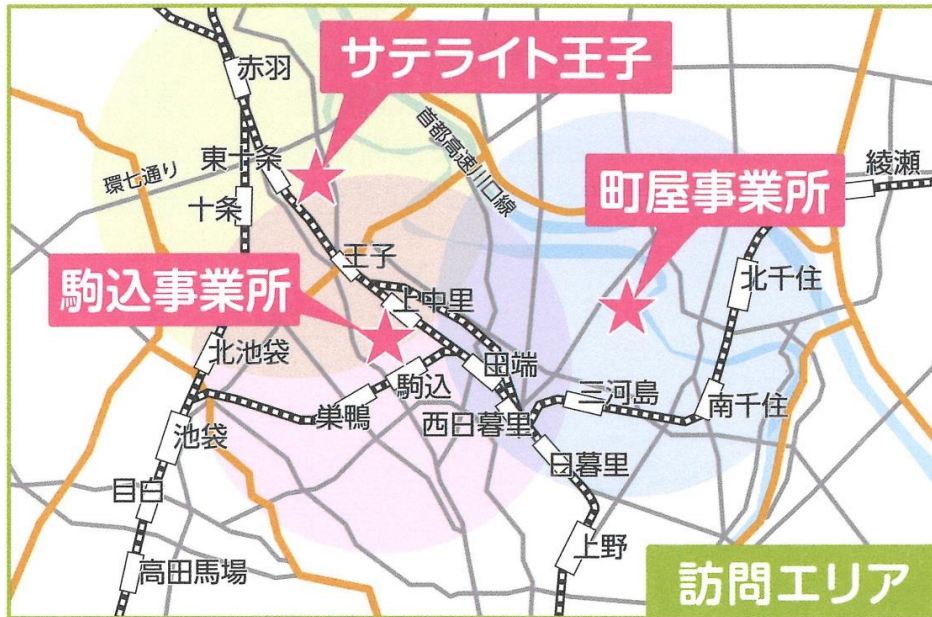 サテライト王子
赤羽
首都高速川口線
環七通り
東十条
十条
町屋事業所
綾瀬
王子
駒込事業所
上中里
北千住
北池袋
駒込
田端
三河島
南千住
巣鴨
西日暮里
池袋
日暮里
目白
上野
高田馬場
訪問エリア